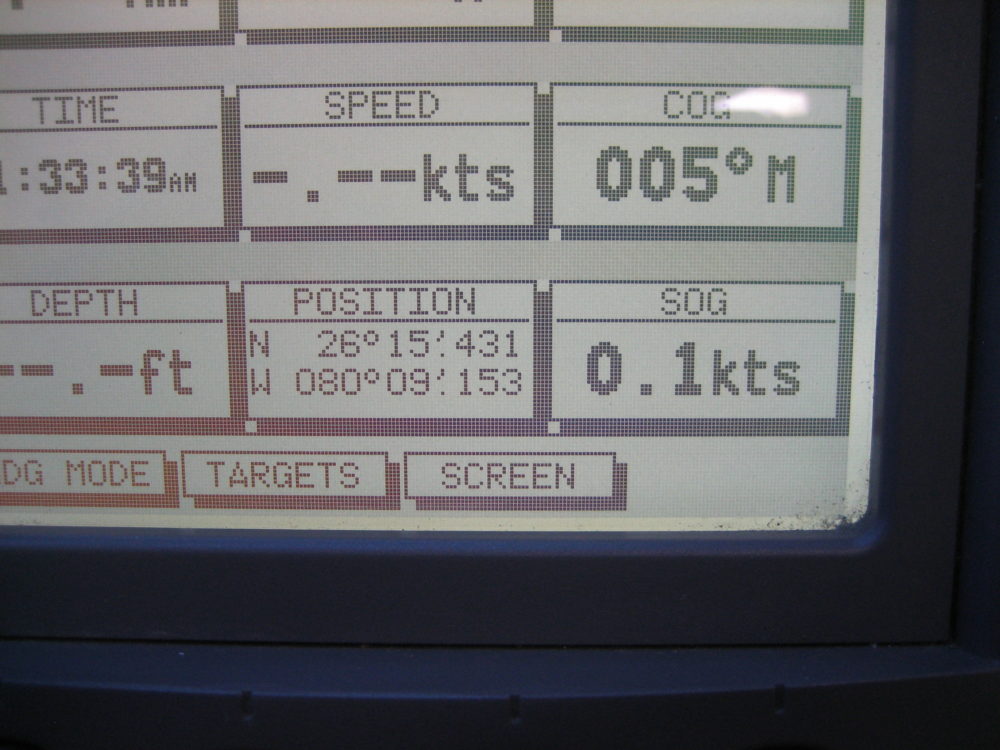 TIME SPEED COG
1:33:39AM -.--kts 005° M
DEPTH POSITION SOG
--.-ft N 26°15.'431 0.1kts
W 080°09.'153
DG MODE TARGETS SCREEN